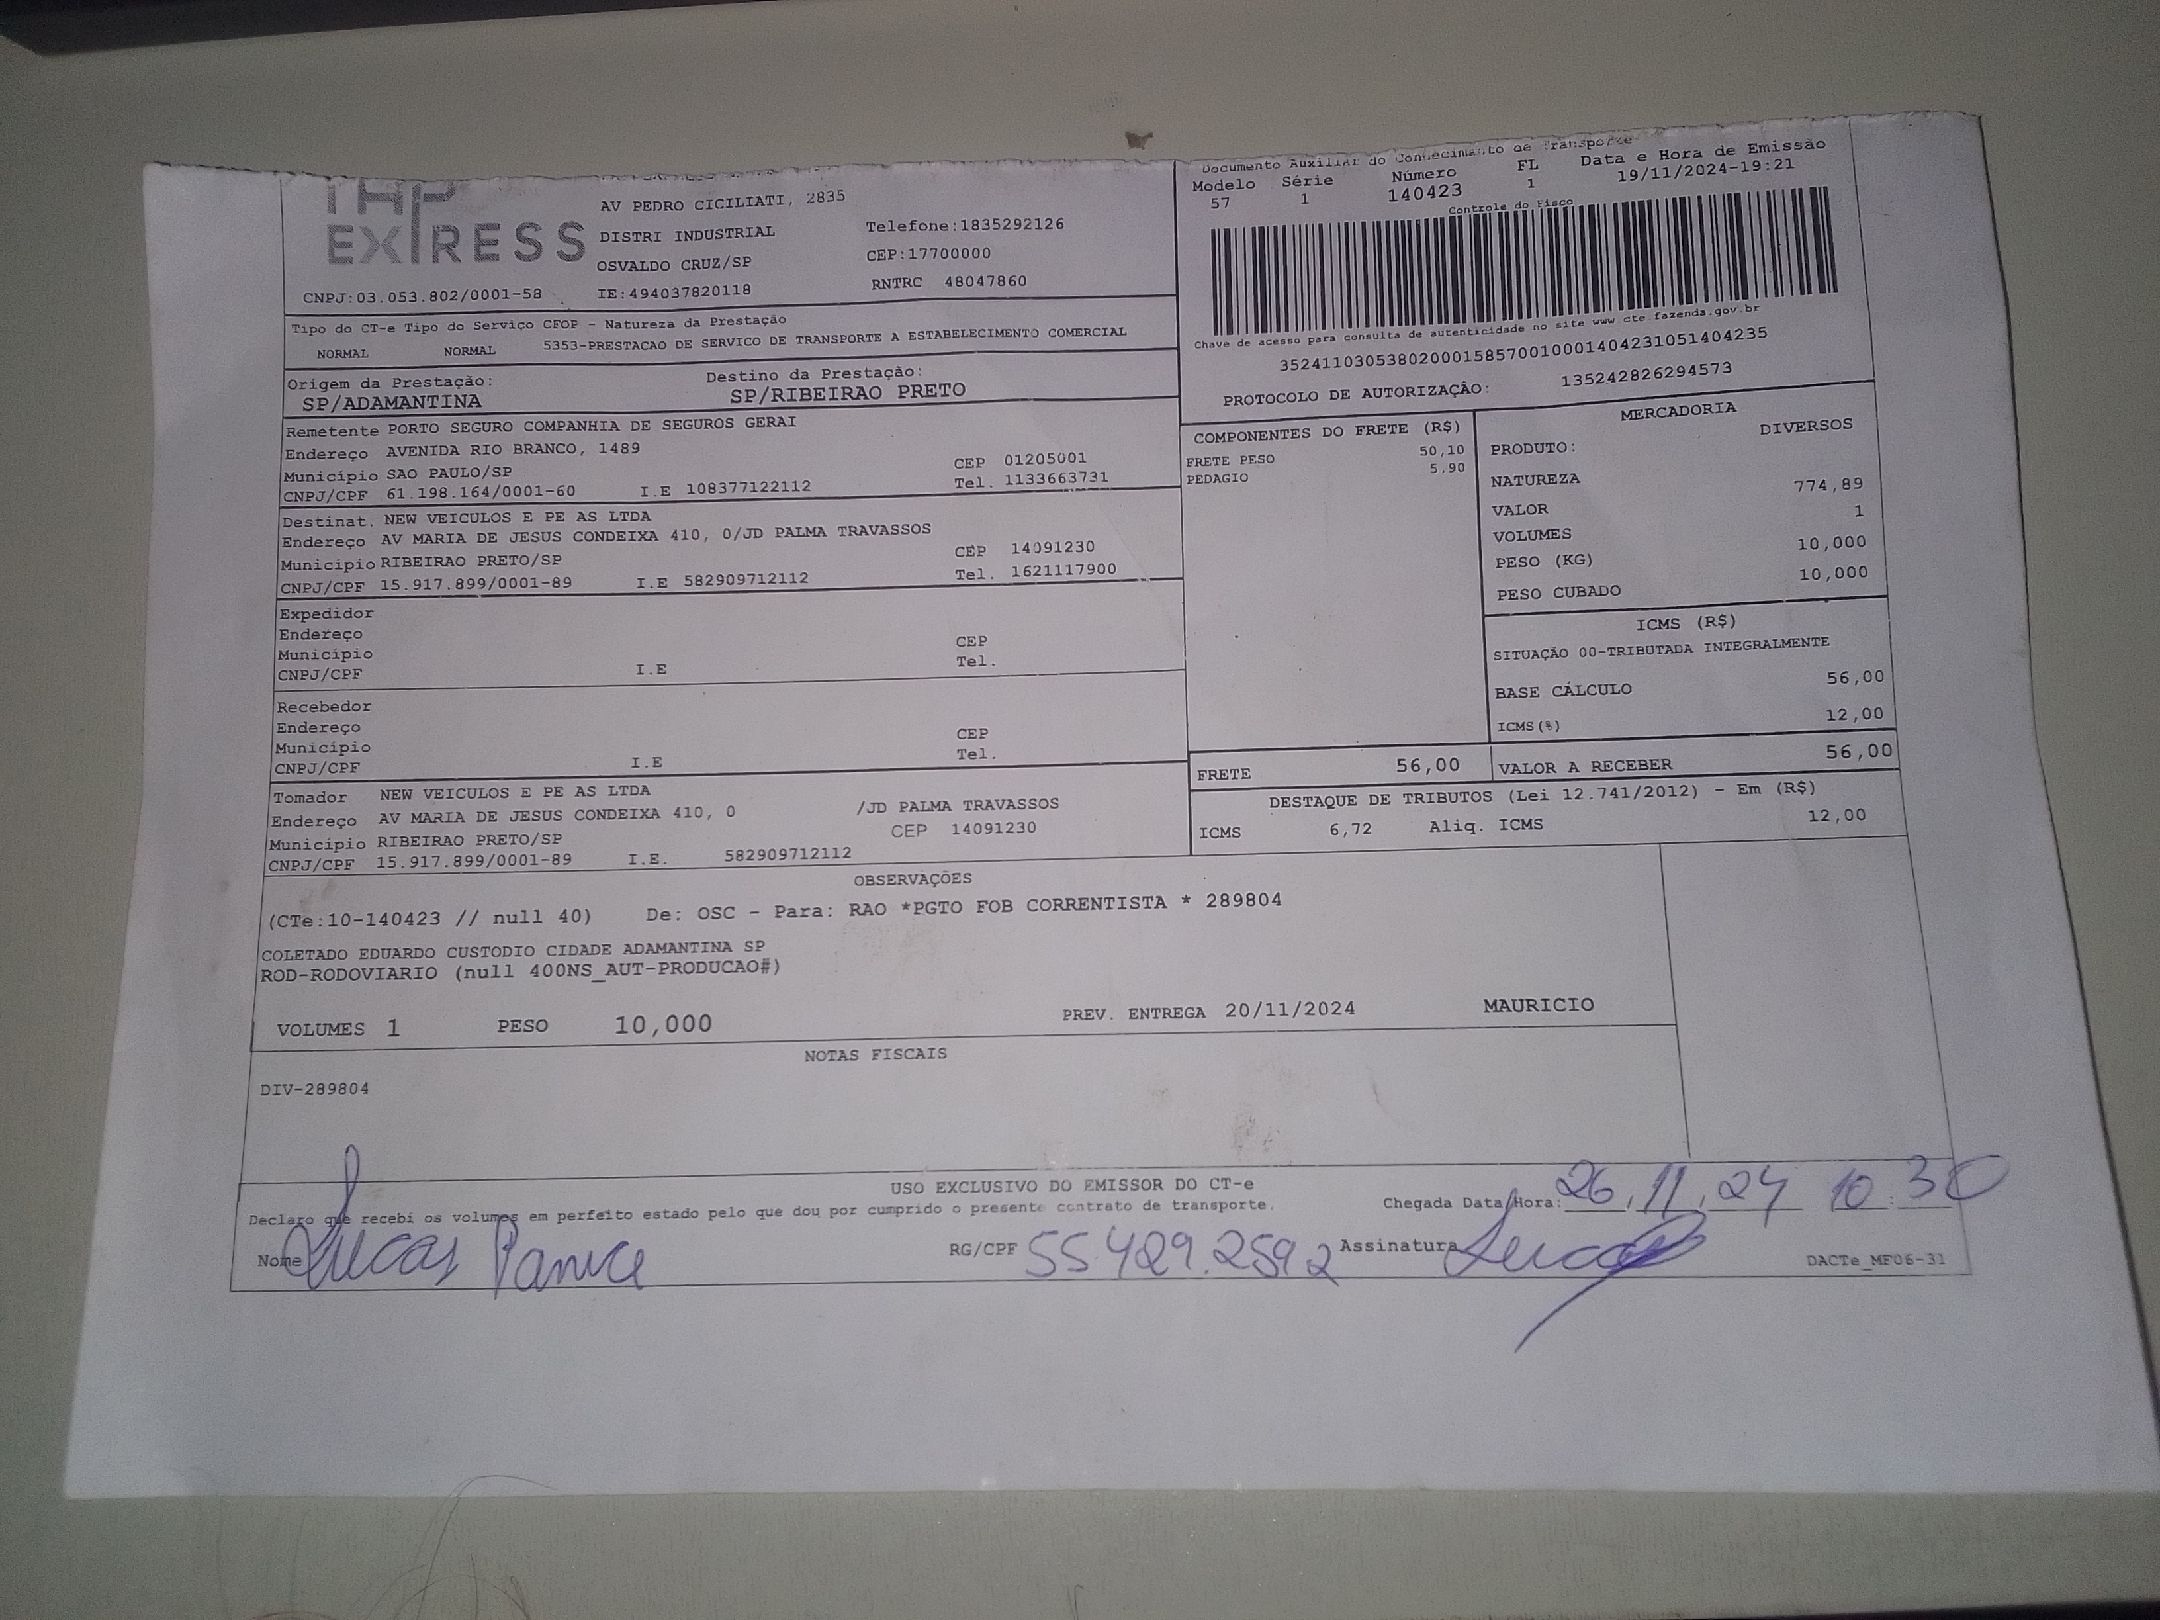 EXPRESS
AV PEDRO CICILIATI, 2835
DISTRI INDUSTRIAL
Telefone:1835292126
OSVALDO CRUZ/SP
CEP:17700000
CNPJ:03.053.802/0001-58
IE:494037820118
RNTRC 48047860
Documento Auxiliar do Conhecimento de Transporte
Modelo Série Número FL Data e Hora de Emissão
57 1 140423 1 19/11/2024-19:21
Controle do Fisco
Chave de acesso para consulta de autenticidade no site www.cte.fazenda.gov.br
35241103053802000158570010001404231051404235
PROTOCOLO DE AUTORIZAÇÃO: 135242826294573
Tipo do CT-e Tipo do Serviço CFOP - Natureza da Prestação
NORMAL NORMAL 5353-PRESTACAO DE SERVICO DE TRANSPORTE A ESTABELECIMENTO COMERCIAL
Origem da Prestação: Destino da Prestação:
SP/ADAMANTINA SP/RIBEIRAO PRETO
Remetente PORTO SEGURO COMPANHIA DE SEGUROS GERAI
Endereço AVENIDA RIO BRANCO, 1489
Município SAO PAULO/SP CEP 01205001
CNPJ/CPF 61.198.164/0001-60 I.E 108377122112 Tel. 1133663731
Destinat. NEW VEICULOS E PE AS LTDA
Endereço AV MARIA DE JESUS CONDEIXA 410, 0/JD PALMA TRAVASSOS
Município RIBEIRAO PRETO/SP CEP 14091230
CNPJ/CPF 15.917.899/0001-89 I.E 582909712112 Tel. 1621117900
Expedidor
Endereço
Município CEP
CNPJ/CPF I.E Tel.
Recebedor
Endereço
Município CEP
CNPJ/CPF I.E Tel.
Tomador NEW VEICULOS E PE AS LTDA
Endereço AV MARIA DE JESUS CONDEIXA 410, 0 /JD PALMA TRAVASSOS
Município RIBEIRAO PRETO/SP CEP 14091230
CNPJ/CPF 15.917.899/0001-89 I.E. 582909712112
COMPONENTES DO FRETE (R$)
FRETE PESO 50,10
PEDAGIO 5,90
MERCADORIA
PRODUTO: DIVERSOS
NATUREZA
VALOR 774,89
VOLUMES 1
PESO (KG) 10,000
PESO CUBADO 10,000
ICMS (R$)
SITUAÇÃO 00-TRIBUTADA INTEGRALMENTE
BASE CÁLCULO 56,00
ICMS(%) 12,00
FRETE 56,00 VALOR A RECEBER 56,00
DESTAQUE DE TRIBUTOS (Lei 12.741/2012) - Em (R$)
ICMS 6,72 Aliq. ICMS 12,00
OBSERVAÇÕES
(CTe:10-140423 // null 40) De: OSC - Para: RAO *PGTO FOB CORRENTISTA * 289804
COLETADO EDUARDO CUSTODIO CIDADE ADAMANTINA SP
ROD-RODOVIARIO (null 400NS_AUT-PRODUCAO#)
VOLUMES 1 PESO 10,000 PREV. ENTREGA 20/11/2024 MAURICIO
NOTAS FISCAIS
DIV-289804
USO EXCLUSIVO DO EMISSOR DO CT-e
Declaro que recebi os volumes em perfeito estado pelo que dou por cumprido o presente contrato de transporte.
Chegada Data/Hora: 26,11,24 10:30
Nome Lucas RG/CPF 55.429.259 2 Assinatura Lucas
DACTe_MF06-31